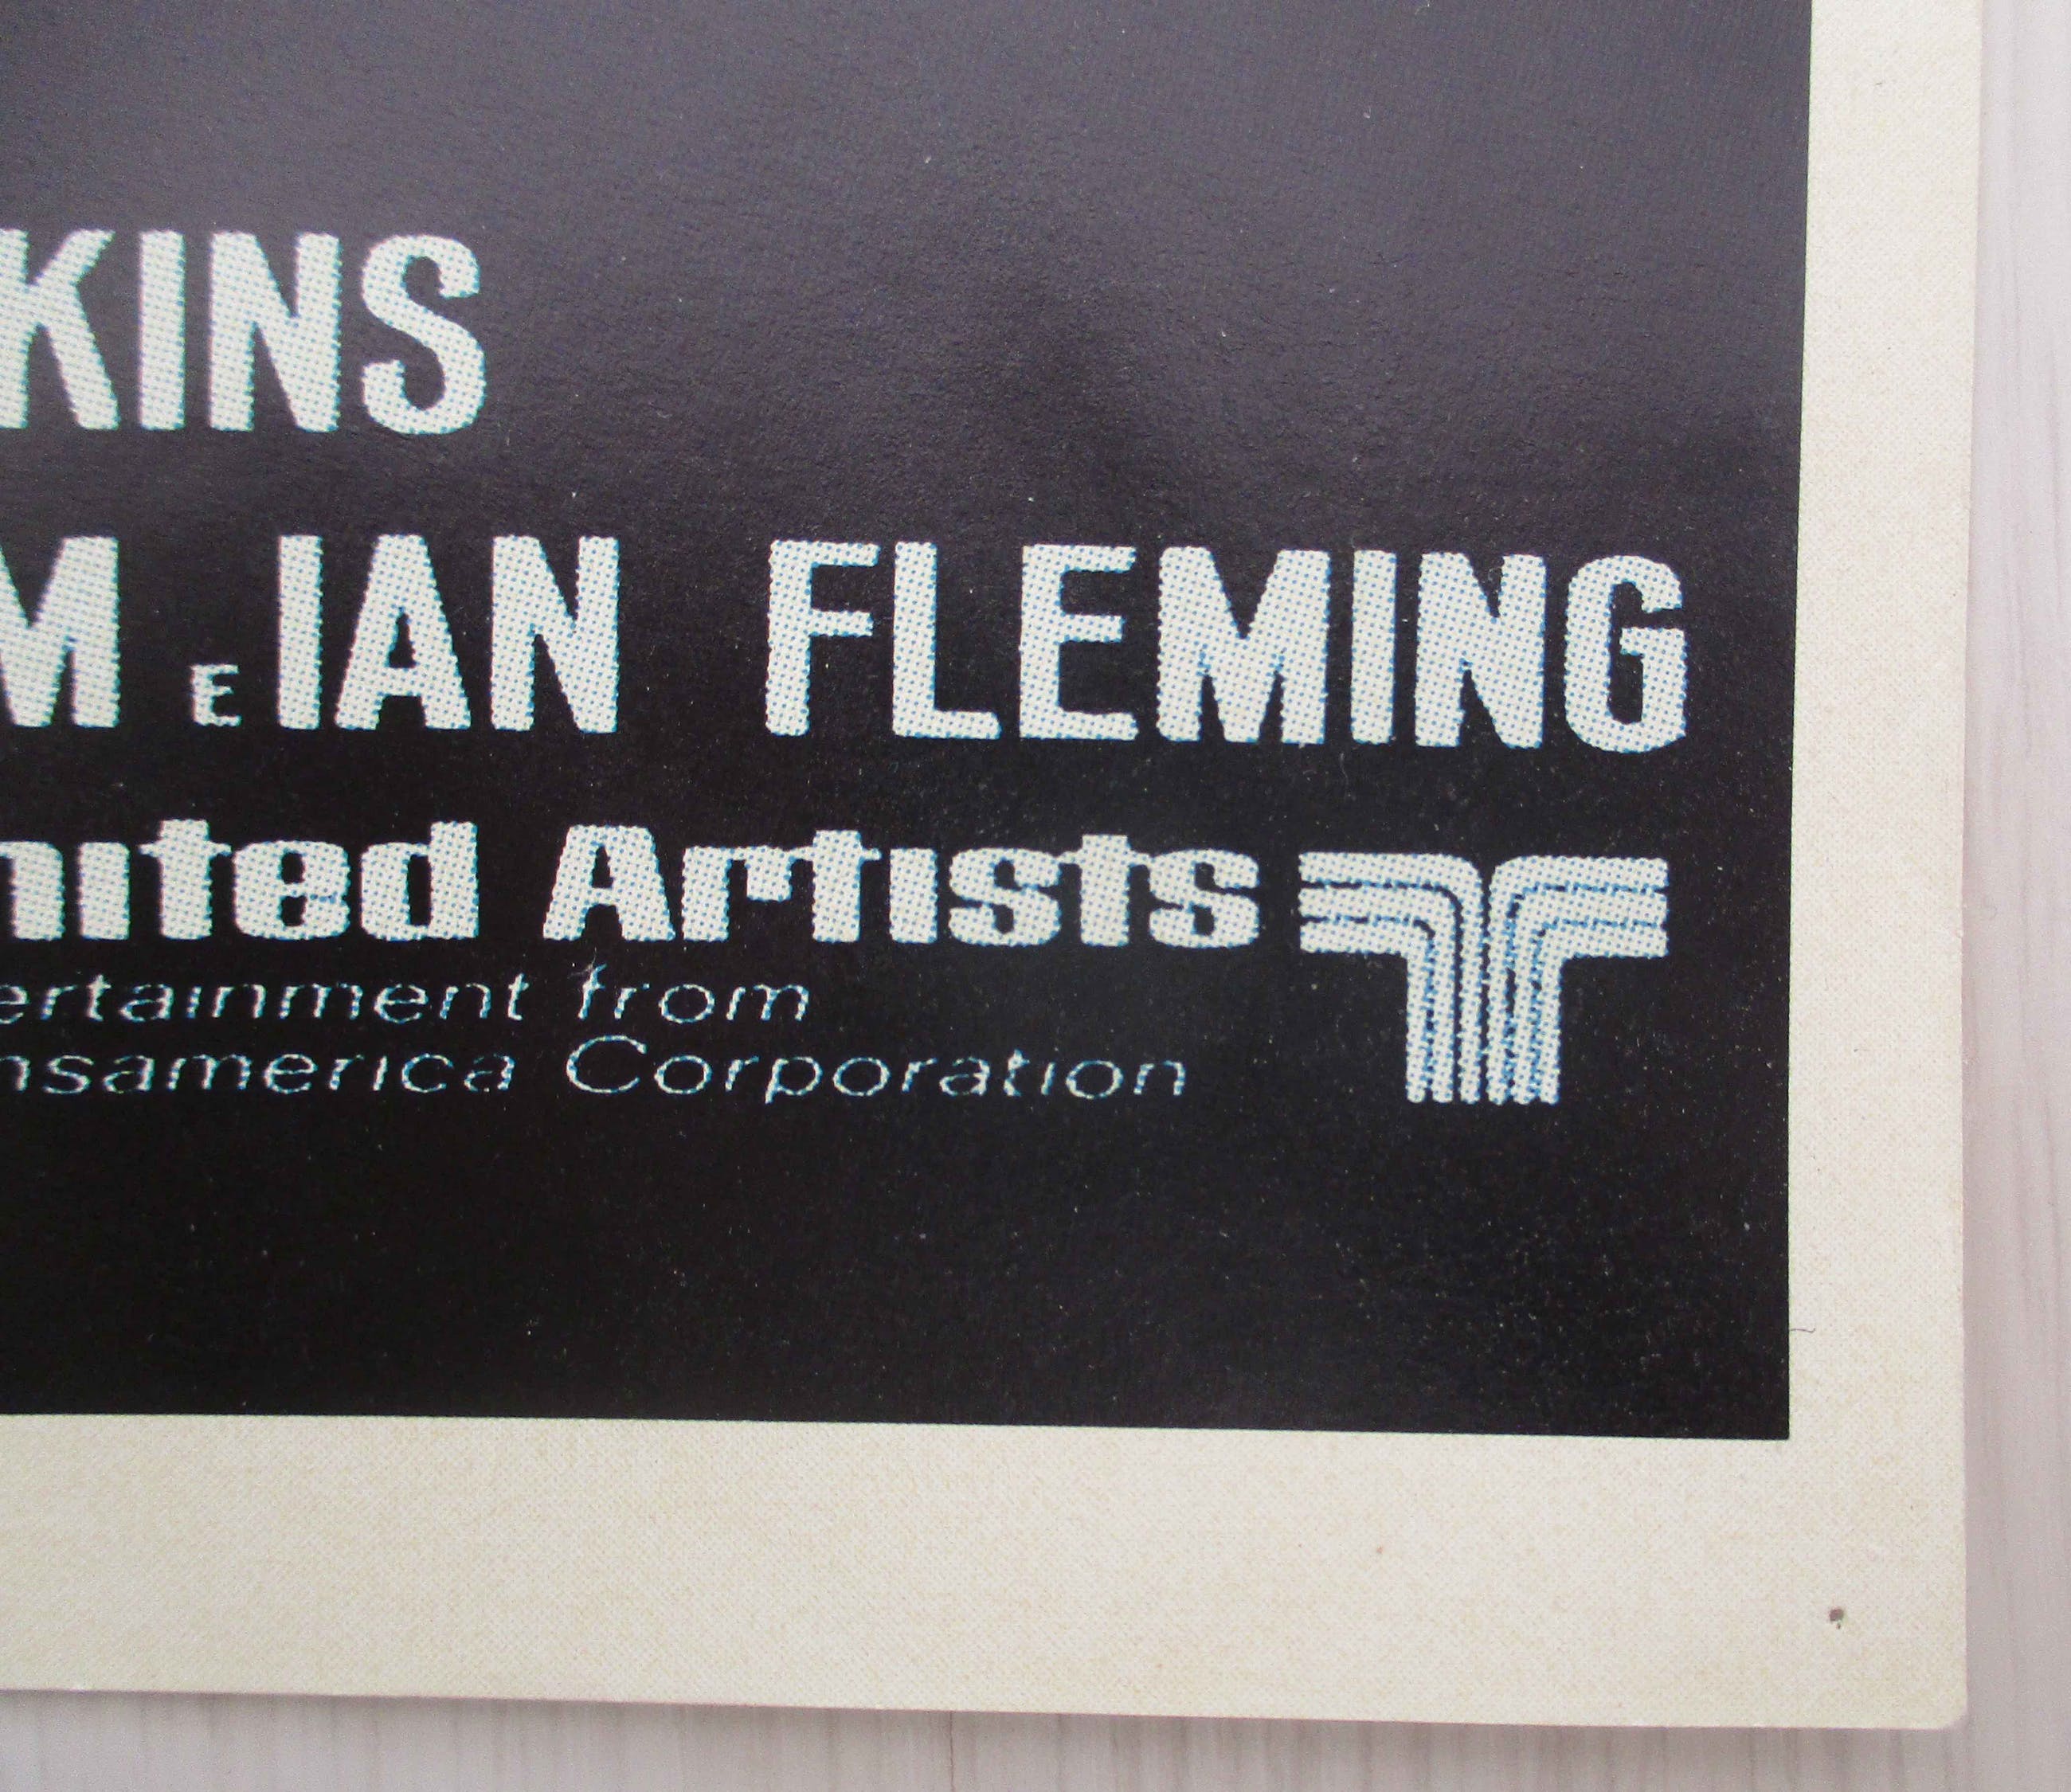 KINS
M E IAN FLEMING
nited Artists
ertainment from
nsamerica Corporation